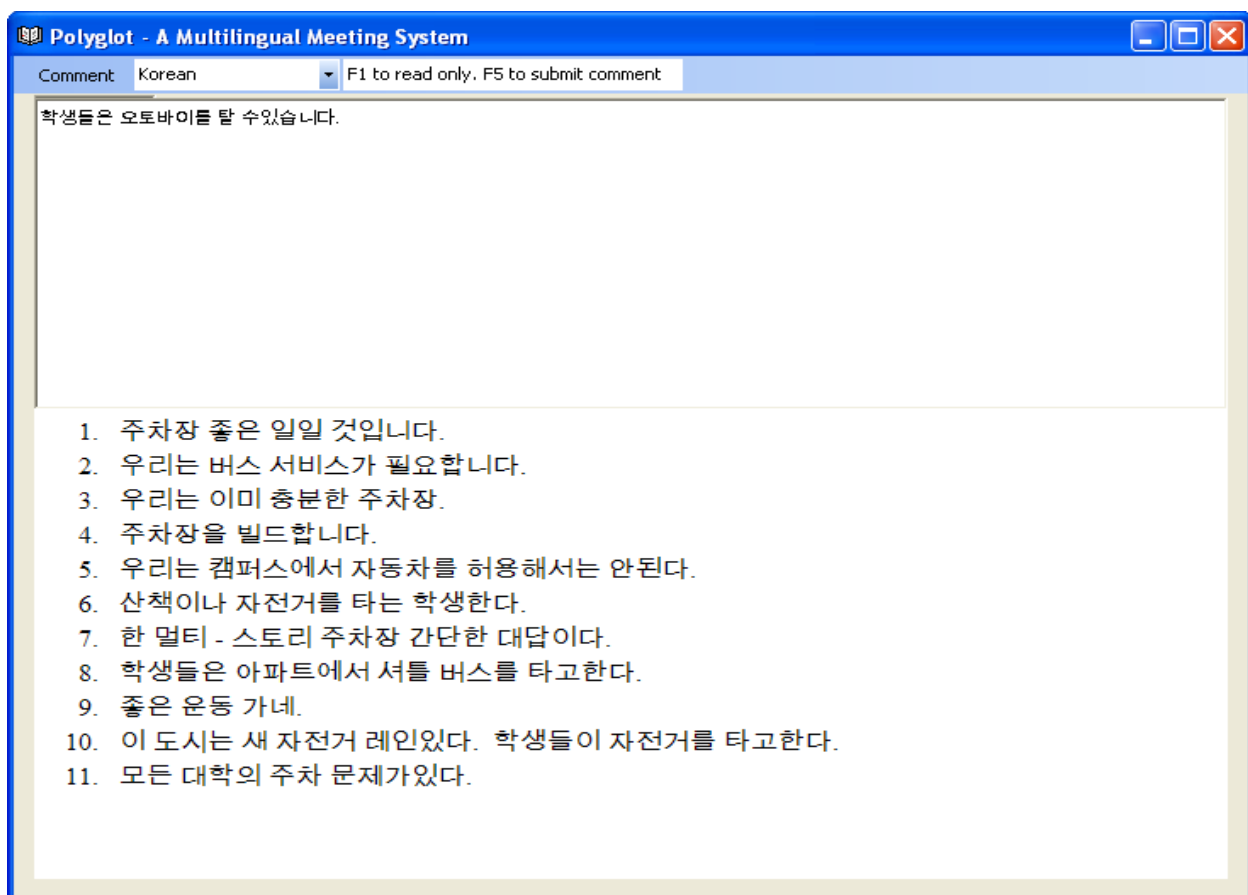 Polyglot - A Multilingual Meeting System
Comment Korean F1 to read only. F5 to submit comment
학생들은 오토바이를 탈 수있습니다.
1. 주차장 좋은 일일 것입니다.
2. 우리는 버스 서비스가 필요합니다.
3. 우리는 이미 충분한 주차장.
4. 주차장을 빌드합니다.
5. 우리는 캠퍼스에서 자동차를 허용해서는 안된다.
6. 산책이나 자전거를 타는 학생한다.
7. 한 멀티 - 스토리 주차장 간단한 대답이다.
8. 학생들은 아파트에서 셔틀 버스를 타고한다.
9. 좋은 운동 가네.
10. 이 도시는 새 자전거 레인있다. 학생들이 자전거를 타고한다.
11. 모든 대학의 주차 문제가있다.